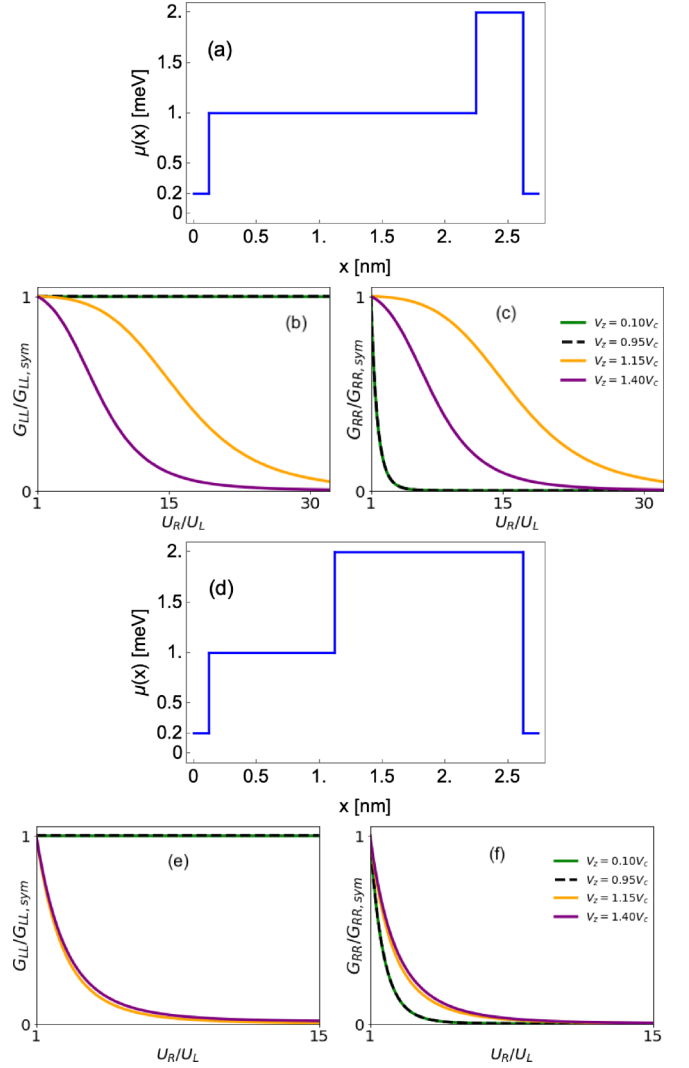 (a)
μ(x) [meV]
2.
1.
0.5
0.2
0
0 0.5 1. 1.5 2. 2.5
x [nm]
(b)
G_LL/G_LL, sym
1
0
1 15 30
U_R/U_L
(c)
G_RR/G_RR, sym
1
0
1 15 30
U_R/U_L
V_z = 0.10V_c
V_z = 0.95V_c
V_z = 1.15V_c
V_z = 1.40V_c
(d)
μ(x) [meV]
2.
1.5
1.
0.5
0.2
0
0 0.5 1. 1.5 2. 2.5
x [nm]
(e)
G_LL/G_LL, sym
1
0
1 15
U_R/U_L
(f)
G_RR/G_RR, sym
1
0
1 15
U_R/U_L
V_z = 0.10V_c
V_z = 0.95V_c
V_z = 1.15V_c
V_z = 1.40V_c